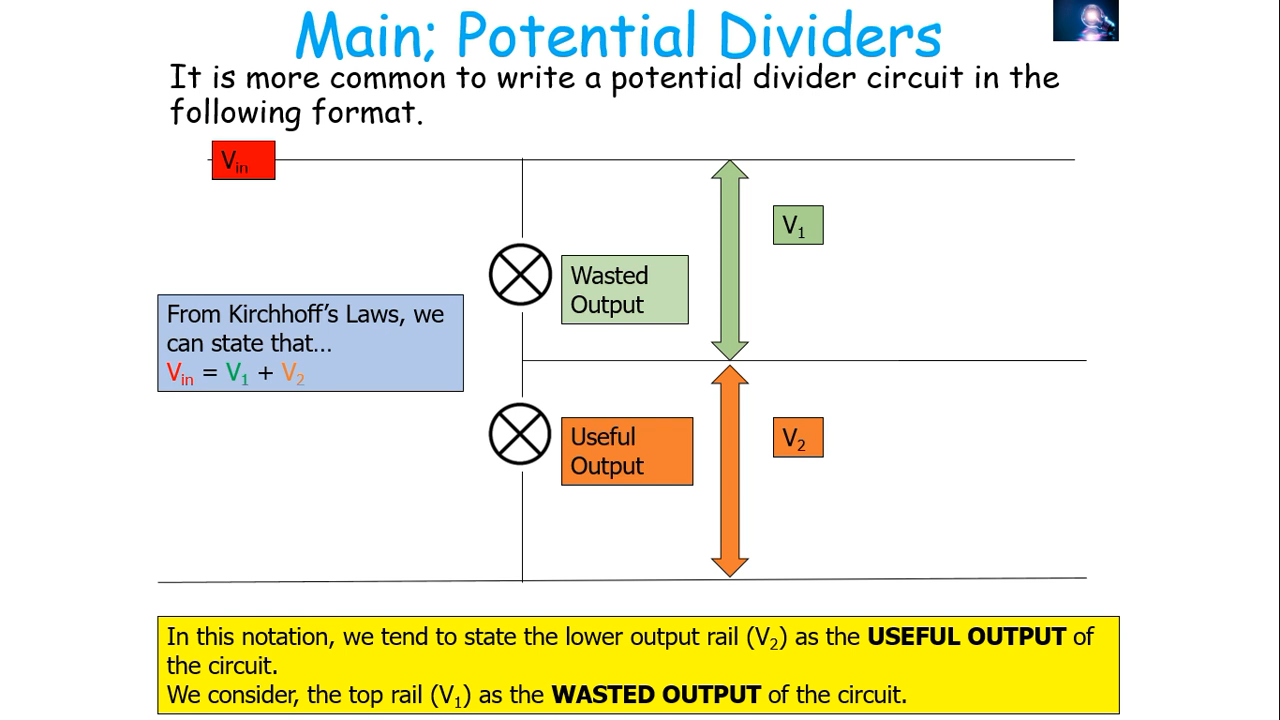 Main; Potential Dividers
It is more common to write a potential divider circuit in the
following format.
Vin
V1
Wasted
Output
From Kirchhoff’s Laws, we
can state that…
Vin = V1 + V2
Useful
Output
V2
In this notation, we tend to state the lower output rail (V2) as the USEFUL OUTPUT of
the circuit.
We consider, the top rail (V1) as the WASTED OUTPUT of the circuit.